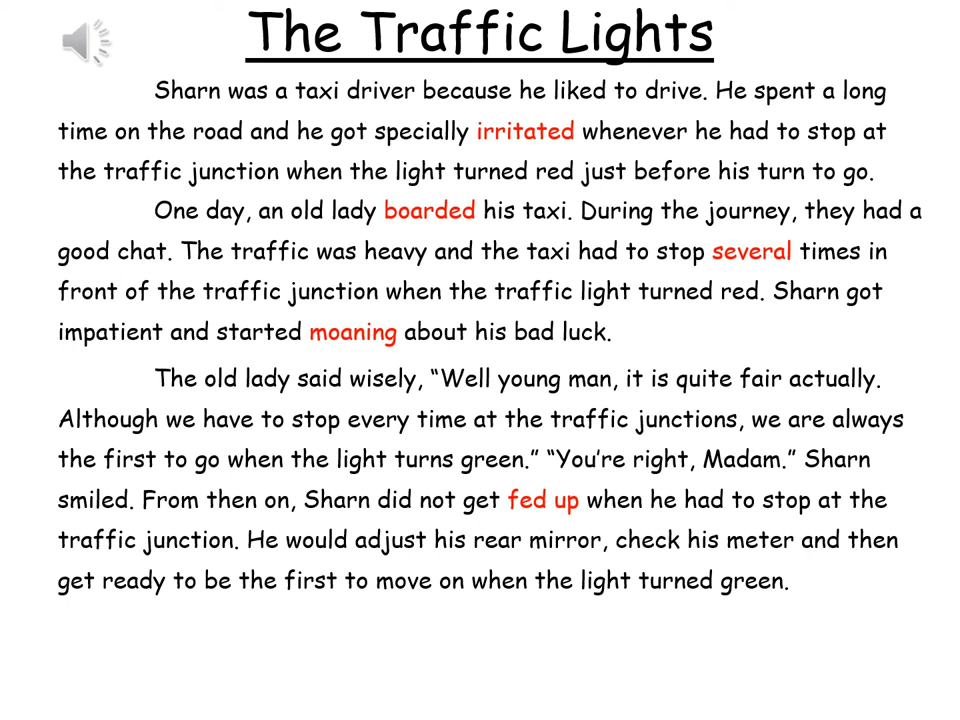 The Traffic Lights
Sharn was a taxi driver because he liked to drive. He spent a long
time on the road and he got specially irritated whenever he had to stop at
the traffic junction when the light turned red just before his turn to go.
One day, an old lady boarded his taxi. During the journey, they had a
good chat. The traffic was heavy and the taxi had to stop several times in
front of the traffic junction when the traffic light turned red. Sharn got
impatient and started moaning about his bad luck.
The old lady said wisely, “Well young man, it is quite fair actually.
Although we have to stop every time at the traffic junctions, we are always
the first to go when the light turns green.” “You’re right, Madam.” Sharn
smiled. From then on, Sharn did not get fed up when he had to stop at the
traffic junction. He would adjust his rear mirror, check his meter and then
get ready to be the first to move on when the light turned green.